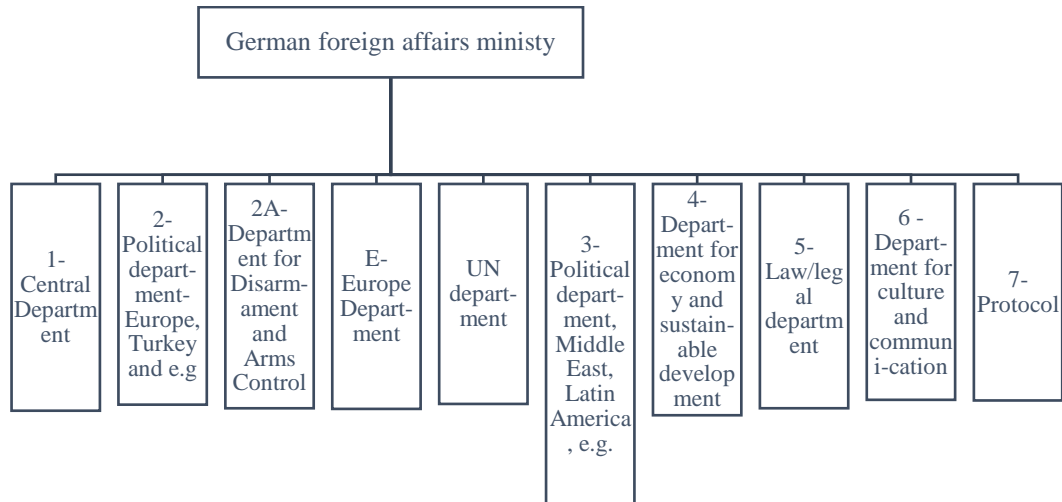 German foreign affairs ministy
1-
Central
Departm
ent
2-
Political
depart-
ment-
Europe,
Turkey
and e.g
2A-
Departm
ent for
Disarm-
ament
and
Arms
Control
E-
Europe
Depart-
ment
UN
depart-
ment
3-
Political
depart-
ment,
Middle
East,
Latin
America
, e.g.
4-
Depart-
ment for
econom
y and
sustain-
able
develop
ment
5-
Law/leg
al
departm
ent
6 -
Depart-
ment for
culture
and
commun
i-cation
7-
Protocol